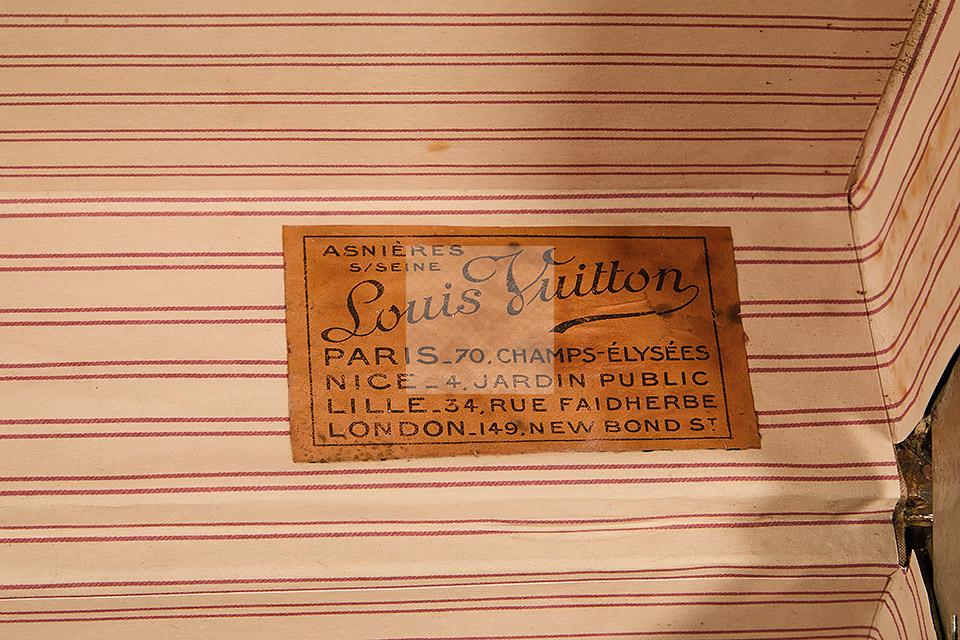 ASNIÈRES
S/SEINE
Louis Vuitton
PARIS_70, CHAMPS-ÉLYSÉES
NICE_4, JARDIN PUBLIC
LILLE_34, RUE FAIDHERBE
LONDON_149, NEW BOND ST